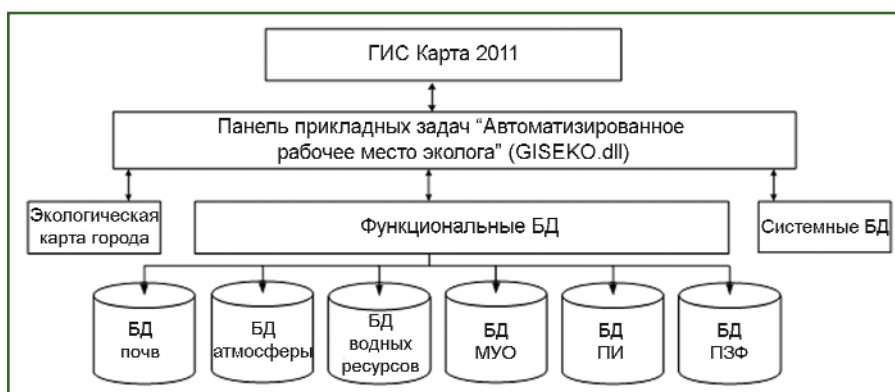 ГИС Карта 2011
Панель прикладных задач “Автоматизированное
рабочее место эколога” (GISEKO.dll)
Экологическая
карта города
Функциональные БД
Системные БД
БД
почв
БД
атмосферы
БД
водных
ресурсов
БД
МУО
БД
ПИ
БД
ПЗФ